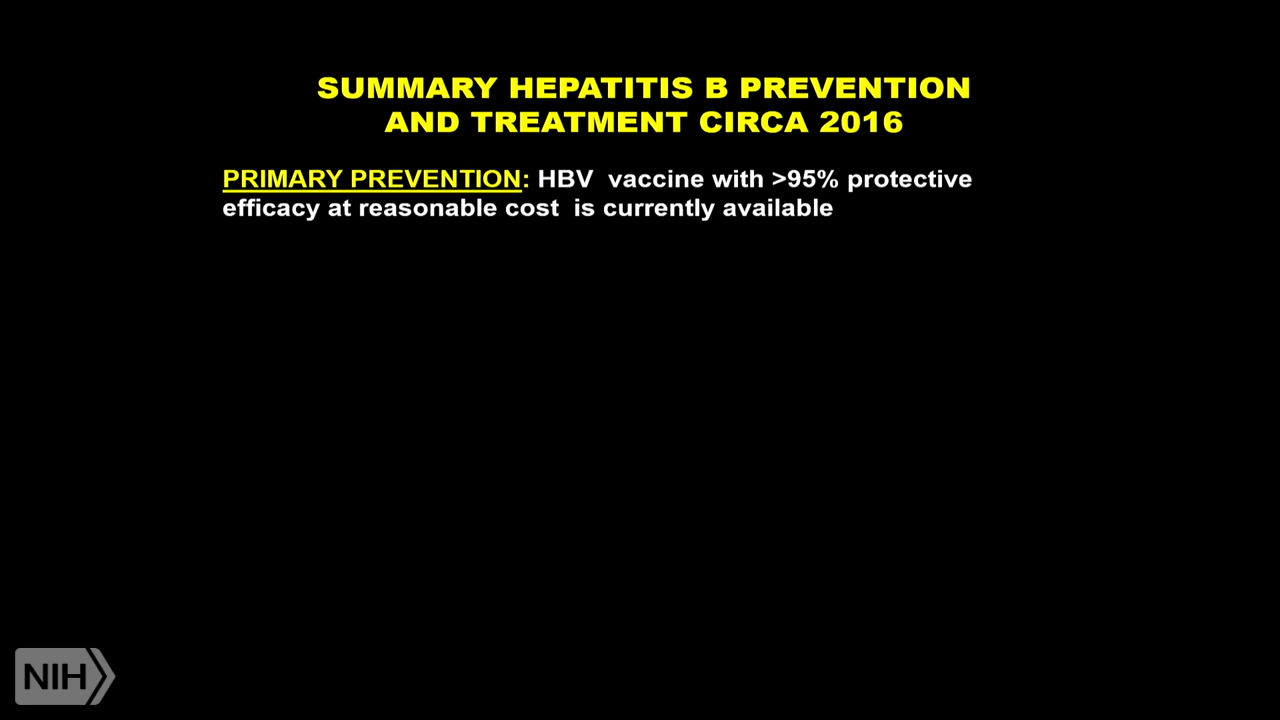 SUMMARY HEPATITIS B PREVENTION
AND TREATMENT CIRCA 2016
PRIMARY PREVENTION: HBV  vaccine with >95% protective
efficacy at reasonable cost  is currently available
NIH